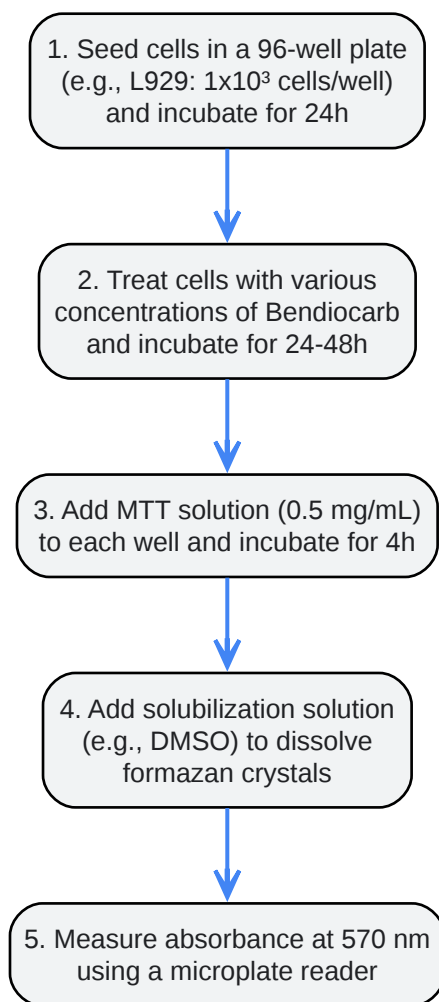 1. Seed cells in a 96-well plate
(e.g., L929: 1x10³ cells/well)
and incubate for 24h
2. Treat cells with various
concentrations of Bendiocarb
and incubate for 24-48h
3. Add MTT solution (0.5 mg/mL)
to each well and incubate for 4h
4. Add solubilization solution
(e.g., DMSO) to dissolve
formazan crystals
5. Measure absorbance at 570 nm
using a microplate reader